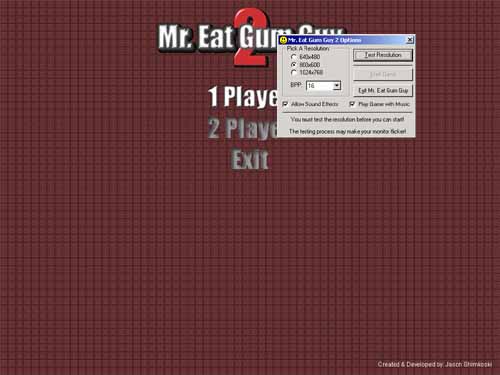 2
Mr. Eat Gum Guy
Mr. Eat Gum Guy 2 Options
Pick A Resolution:
640x480
800x600
1024x768
BPP: 16
Test Resolution
Start Game
Exit Mr. Eat Gum Guy
Allow Sound Effects
Play Game with Music
You must test the resolution before you can start!
The testing process may make your monitor flicker!
1 Playe
2 Playe
Exit
Created & Developed by: Jason Shimkoski